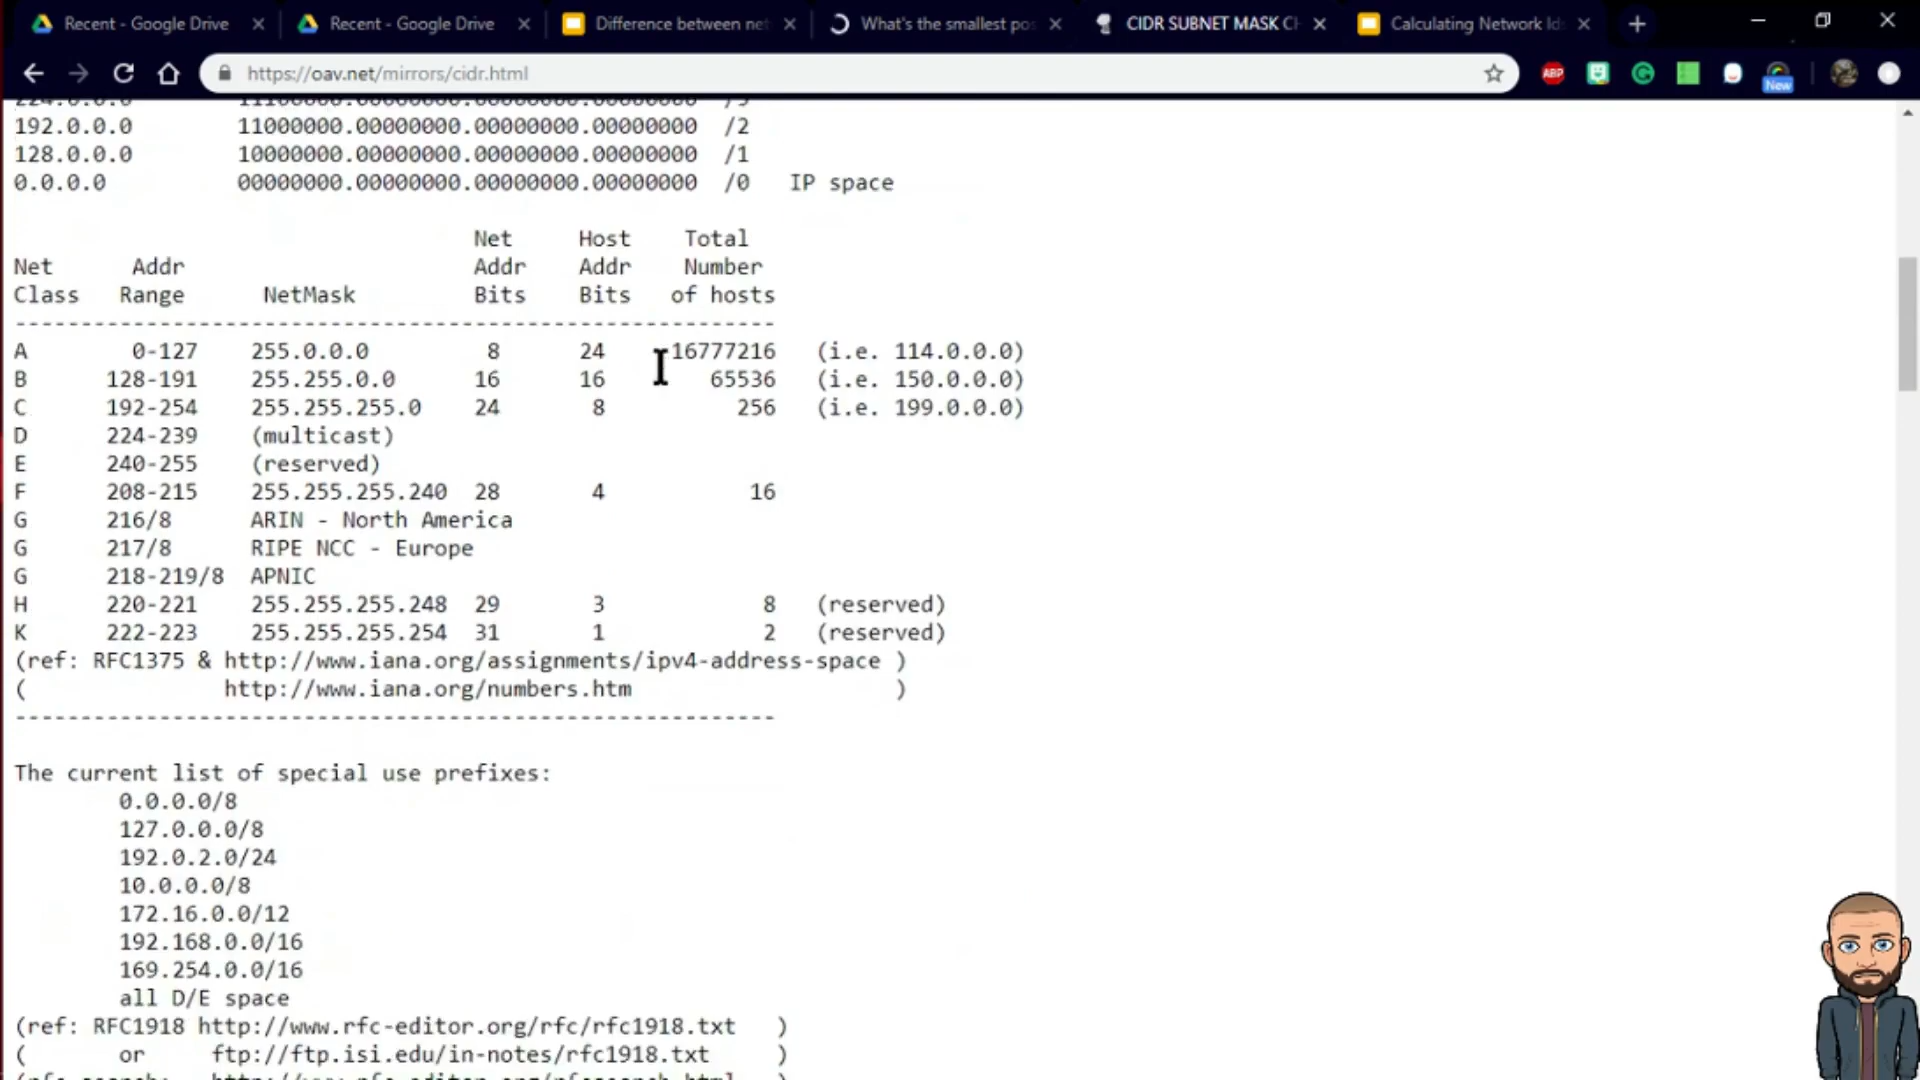 Recent - Google Drive
Recent - Google Drive
Difference between net
What's the smallest pos
CIDR SUBNET MASK CH
Calculating Network Ids
https://oav.net/mirrors/cidr.html
ABP
New
192.0.0.0 11000000.00000000.00000000.00000000 /2
128.0.0.0 10000000.00000000.00000000.00000000 /1
0.0.0.0 00000000.00000000.00000000.00000000 /0 IP space
Net Host Total
Net Addr Addr Addr Number
Class Range NetMask Bits Bits of hosts
-----------------------------------------------------------
A 0-127 255.0.0.0 8 24 16777216 (i.e. 114.0.0.0)
B 128-191 255.255.0.0 16 16 65536 (i.e. 150.0.0.0)
C 192-254 255.255.255.0 24 8 256 (i.e. 199.0.0.0)
D 224-239 (multicast)
E 240-255 (reserved)
F 208-215 255.255.255.240 28 4 16
G 216/8 ARIN - North America
G 217/8 RIPE NCC - Europe
G 218-219/8 APNIC
H 220-221 255.255.255.248 29 3 8 (reserved)
K 222-223 255.255.255.254 31 1 2 (reserved)
(ref: RFC1375 & http://www.iana.org/assignments/ipv4-address-space )
( http://www.iana.org/numbers.htm )
-----------------------------------------------------------
The current list of special use prefixes:
0.0.0.0/8
127.0.0.0/8
192.0.2.0/24
10.0.0.0/8
172.16.0.0/12
192.168.0.0/16
169.254.0.0/16
all D/E space
(ref: RFC1918 http://www.rfc-editor.org/rfc/rfc1918.txt )
( or ftp://ftp.isi.edu/in-notes/rfc1918.txt )